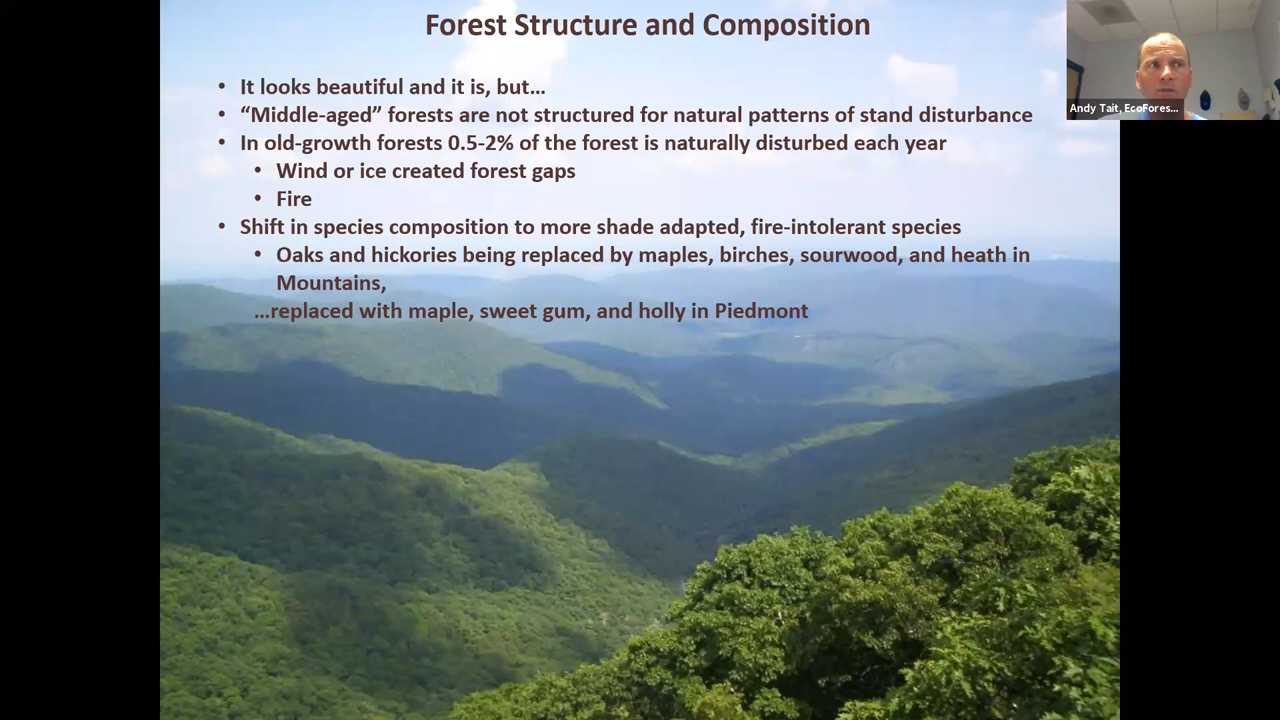 Forest Structure and Composition
• It looks beautiful and it is, but…
• “Middle-aged” forests are not structured for natural patterns of stand disturbance
• In old-growth forests 0.5-2% of the forest is naturally disturbed each year
• Wind or ice created forest gaps
• Fire
• Shift in species composition to more shade adapted, fire-intolerant species
• Oaks and hickories being replaced by maples, birches, sourwood, and heath in
Mountains,
…replaced with maple, sweet gum, and holly in Piedmont
Andy Tait, EcoFores...